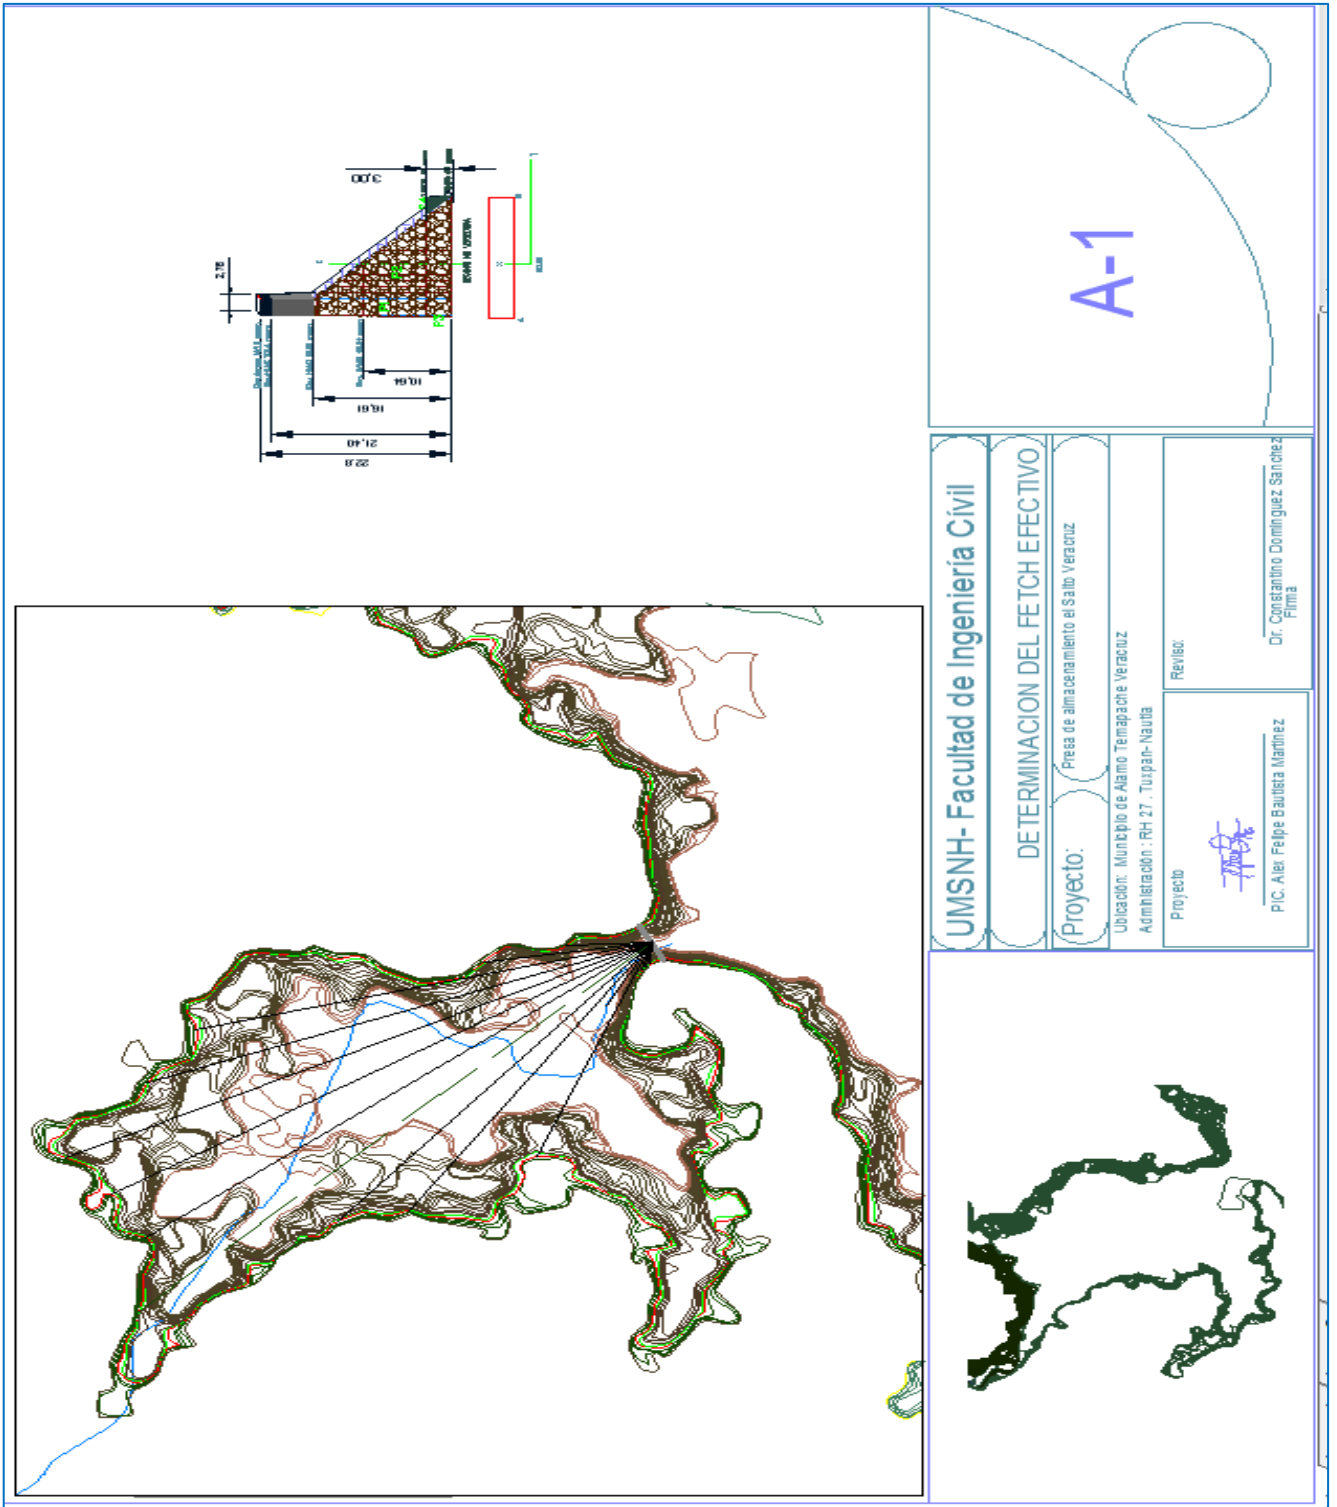 3,00
2,75
10,64
16,61
21,40
22,8
A-1
UMSNH- Facultad de Ingeniería Cívil
DETERMINACION DEL FETCH EFECTIVO
Proyecto:
Presa de almacenamiento el Salto Veracruz
Ubicación: Municipio de Alamo Temapache Veracruz
Administración : RH 27 . Tuxpan- Nautla
Proyecto
PIC. Alex Felipe Bautista Martinez
Reviso:
Dr. Constantino Dominguez Sanchez
Firma